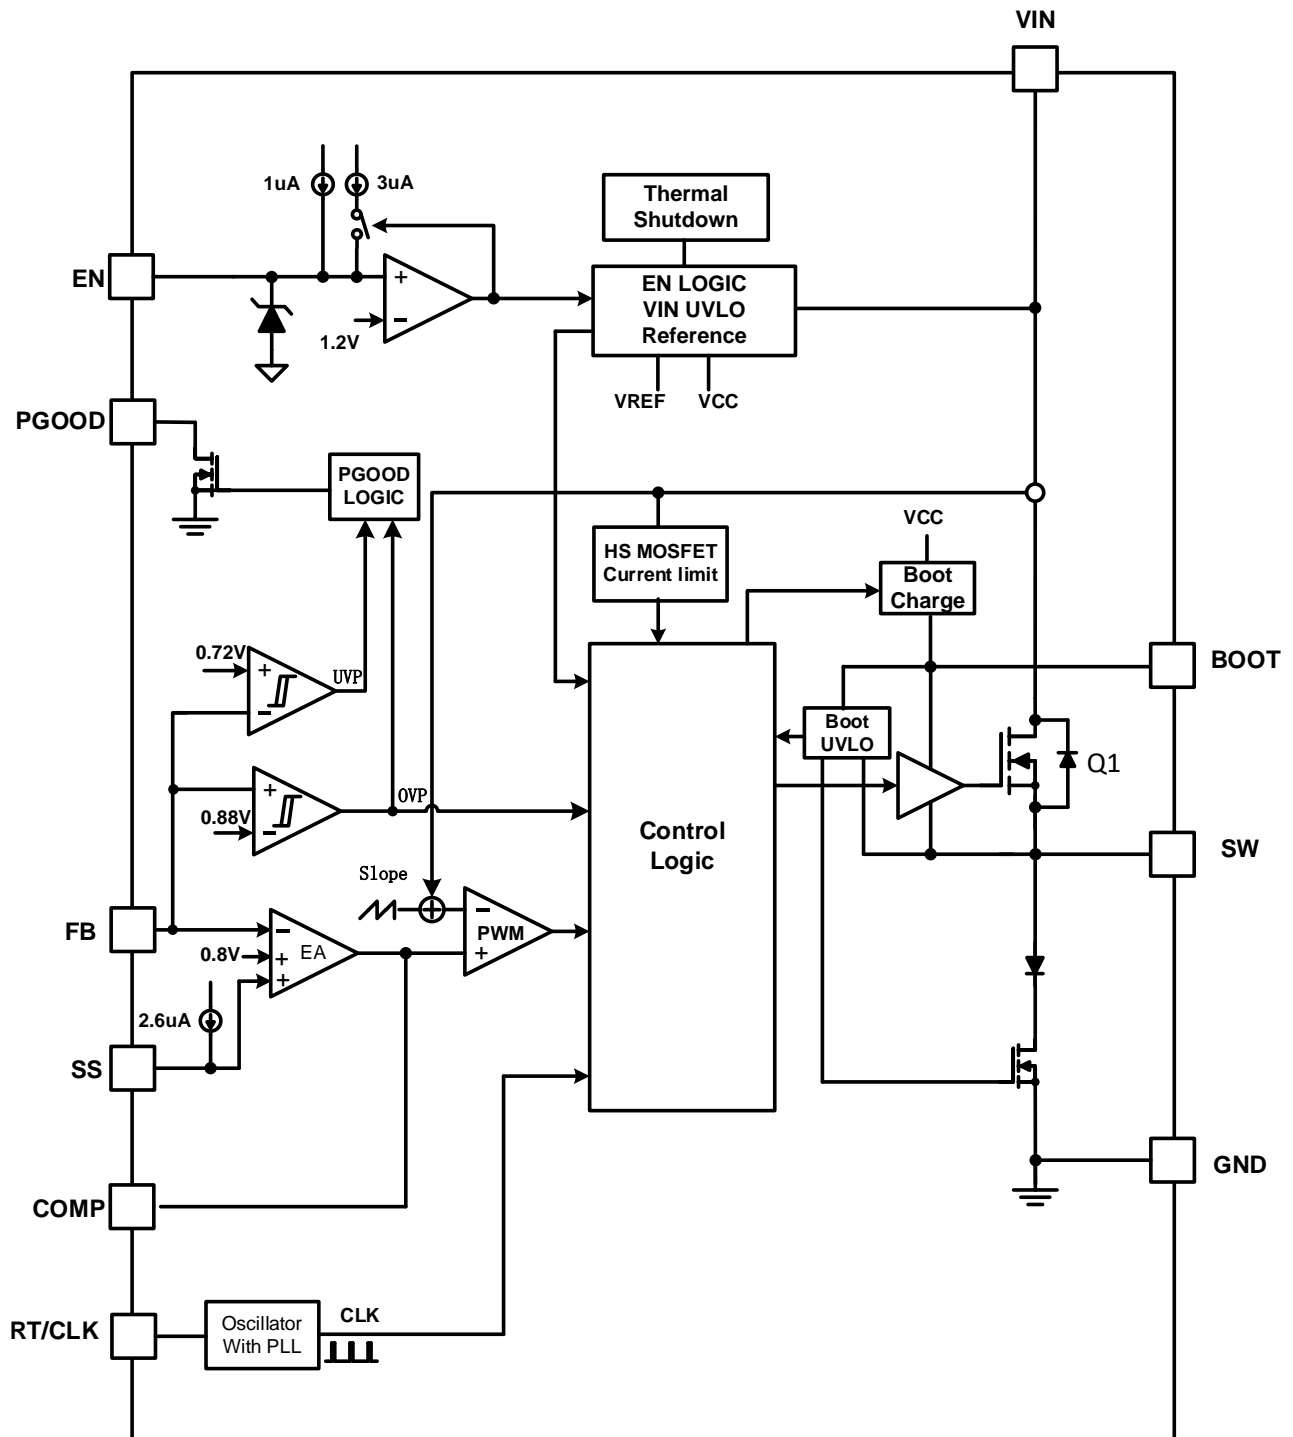 VIN
1uA
3uA
Thermal
Shutdown
EN
EN LOGIC
VIN UVLO
Reference
1.2V
VREF
VCC
PGOOD
PGOOD
LOGIC
VCC
HS MOSFET
Current limit
Boot
Charge
0.72V
+
UVP
-
BOOT
Boot
UVLO
Q1
+
0.88V
-
OVP
Control
Logic
SW
Slope
-
PWM
+
FB
-
0.8V
+
EA
+
2.6uA
SS
GND
COMP
RT/CLK
Oscillator
With PLL
CLK
+
-